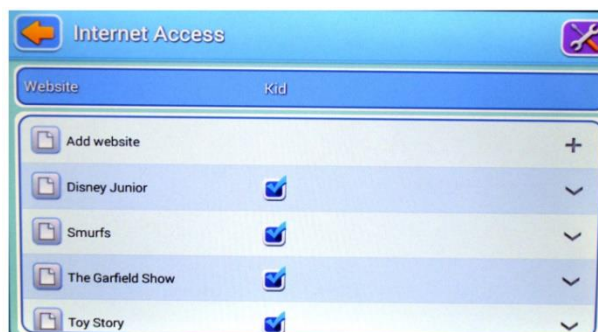 Internet Access
Website Kid
Add website
Disney Junior
Smurfs
The Garfield Show
Toy Story